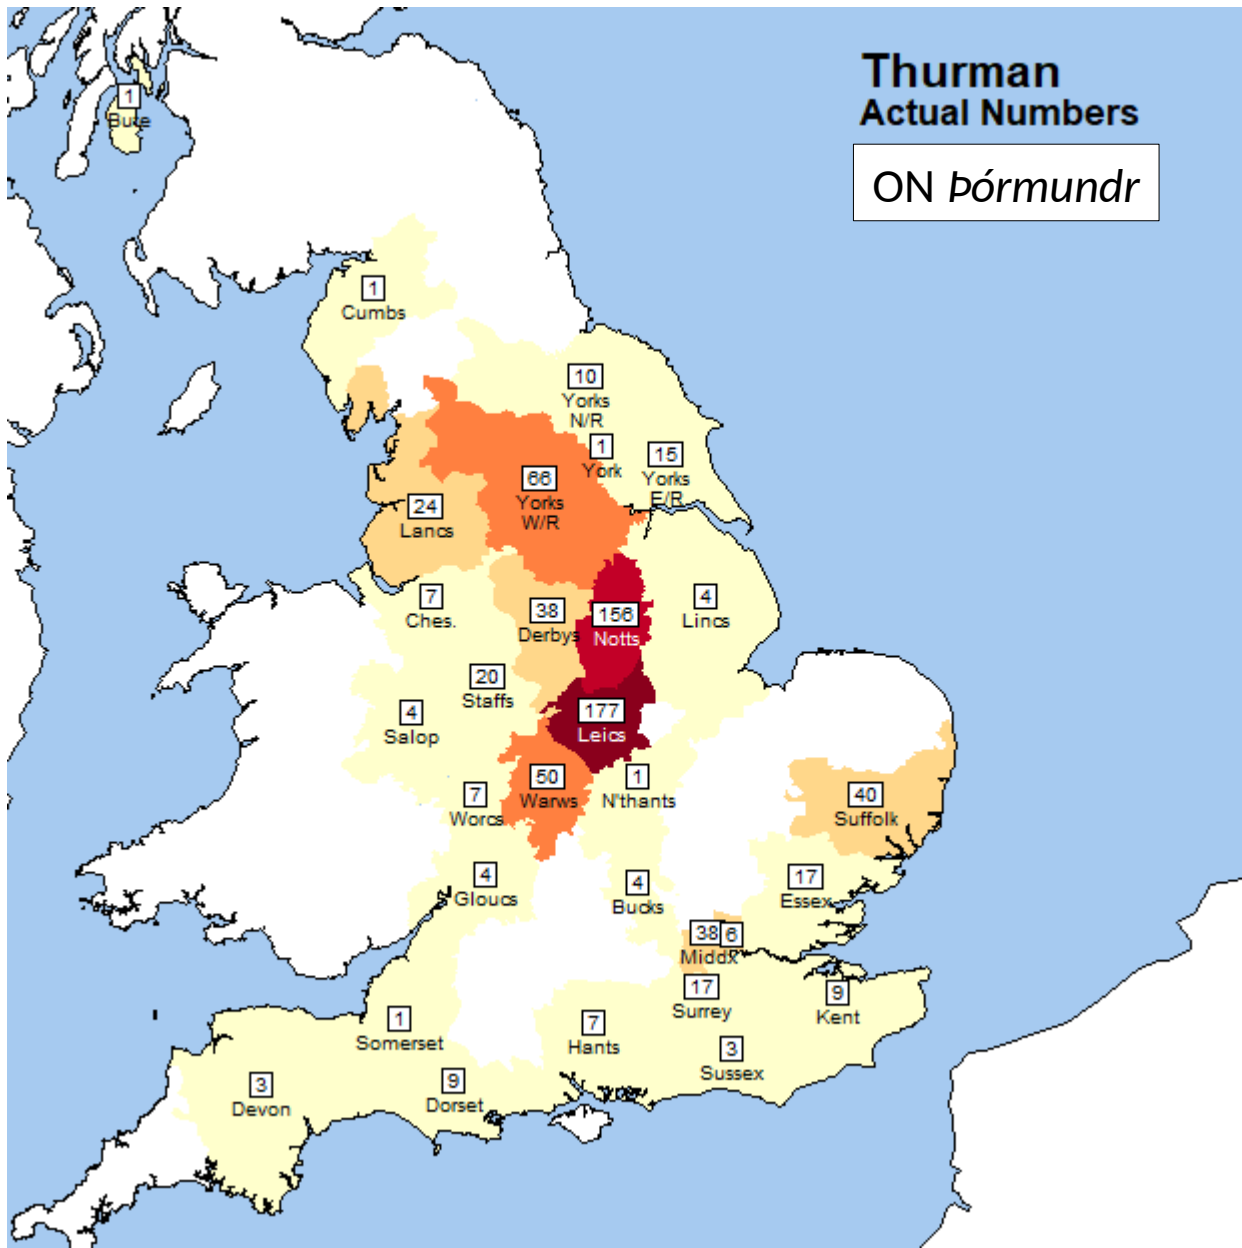 Thurman
Actual Numbers
ON Þórmundr
1
Bute
1
Cumbs
10
Yorks
N/R
1
York
15
Yorks
E/R
66
Yorks
W/R
24
Lancs
7
Ches.
38
Derbys
156
Notts
4
Lincs
20
Staffs
4
Salop
177
Leics
50
Warws
1
N'thants
7
Worcs
40
Suffolk
4
Gloucs
4
Bucks
17
Essex
38
6
Middx
17
Surrey
9
Kent
1
Somerset
7
Hants
3
Sussex
3
Devon
9
Dorset